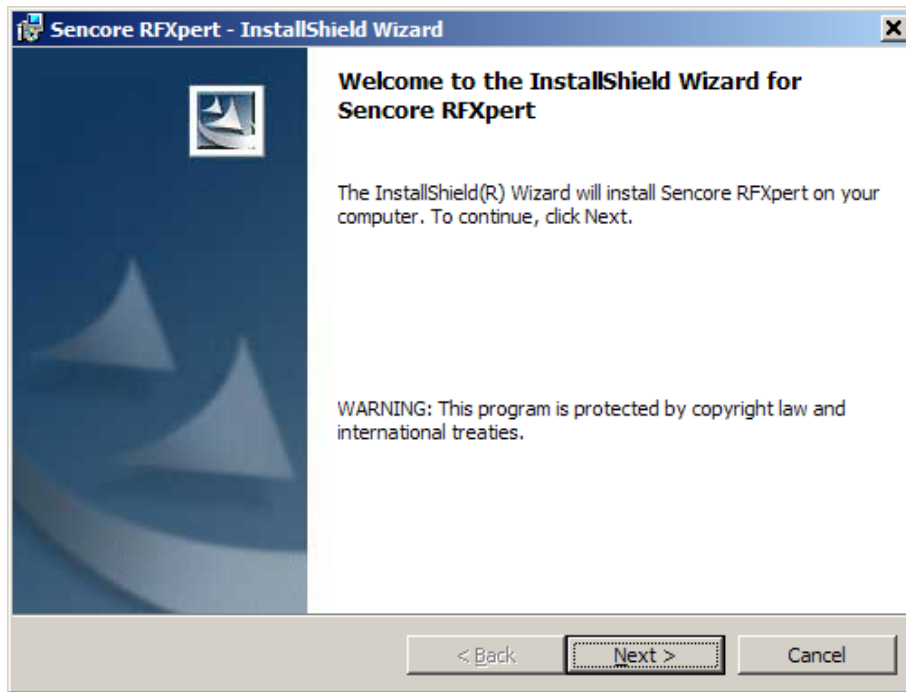 Sencore RFXpert - InstallShield Wizard
Welcome to the InstallShield Wizard for
Sencore RFXpert
The InstallShield(R) Wizard will install Sencore RFXpert on your
computer. To continue, click Next.
WARNING: This program is protected by copyright law and
international treaties.
< Back Next > Cancel